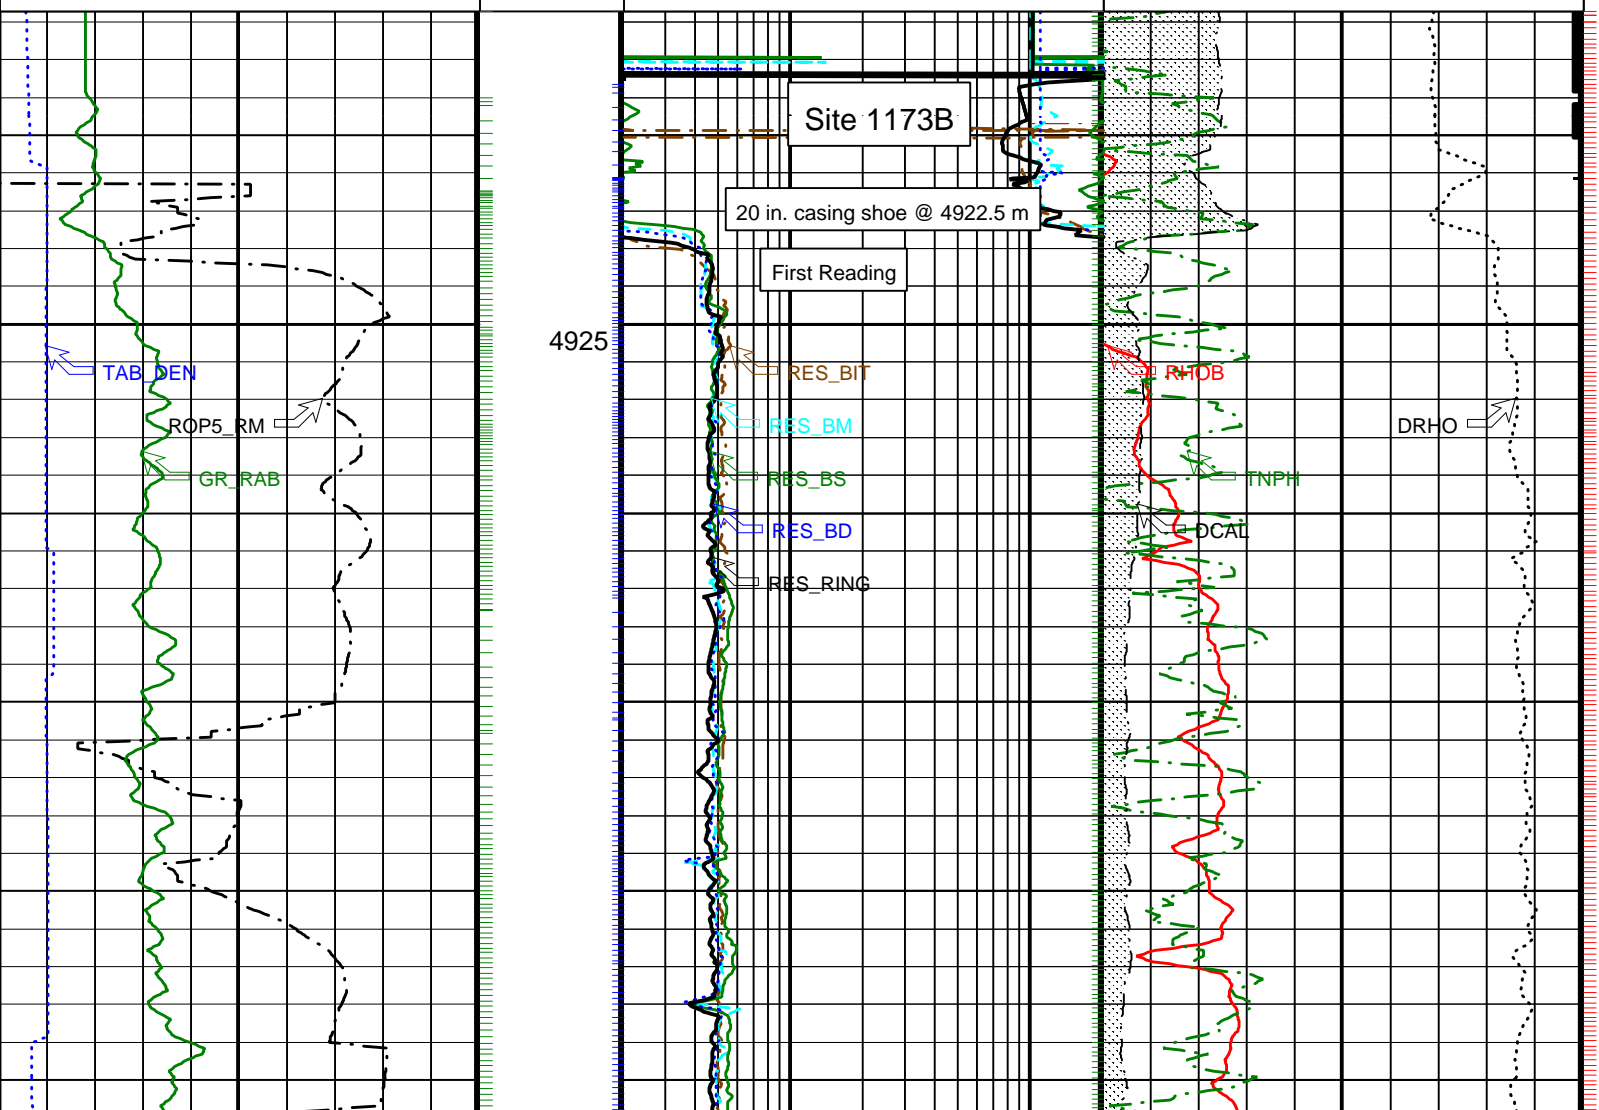 Site 1173B
20 in. casing shoe @ 4922.5 m
First Reading
4925
TAB_DEN
RES_BIT
RHOB
ROP5_RM
RES_BM
DRHO
GR_RAB
RES_BS
TNPH
RES_BD
DCAL
RES_RING